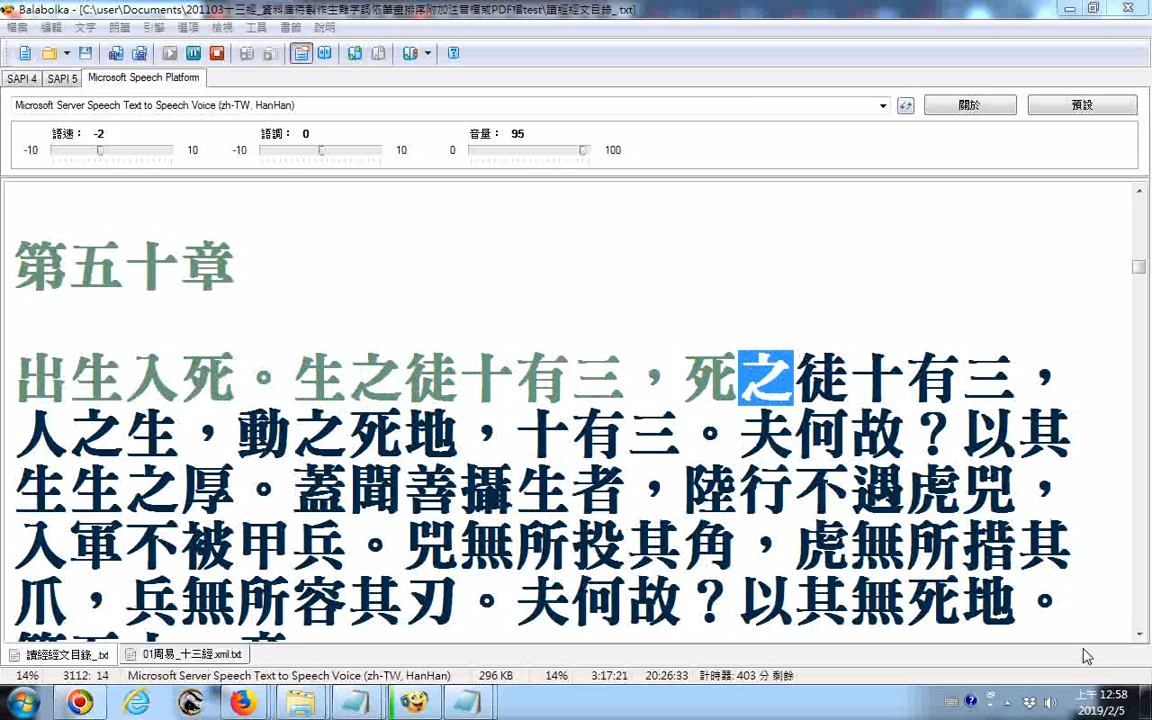 Balabolka - [C:\user\Documents\201103十三經_資料庫待製作生難字詞依筆畫排序附加注音檔或PDF檔test\讀經經文目錄_.txt]
檔案 編輯 文字 朗讀 引擎 選項 檢視 工具 書籤 說明
SAPI 4 SAPI 5 Microsoft Speech Platform
Microsoft Server Speech Text to Speech Voice (zh-TW, HanHan) 關於 預設
語速： -2 語調： 0 音量： 95
-10 10 -10 10 0 100
第五十章
出生入死。生之徒十有三，死之徒十有三，
人之生，動之死地，十有三。夫何故？以其
生生之厚。蓋聞善攝生者，陸行不遇虎兕，
入軍不被甲兵。兕無所投其角，虎無所措其
爪，兵無所容其刃。夫何故？以其無死地。
第五十一章
讀經經文目錄_.txt 01周易_十三經.xml.txt
14% 3112: 14 Microsoft Server Speech Text to Speech Voice (zh-TW, HanHan) 296 KB 14% 3:17:21 20:26:33 計時器: 403 分 剩餘
上午 12:58
2019/2/5